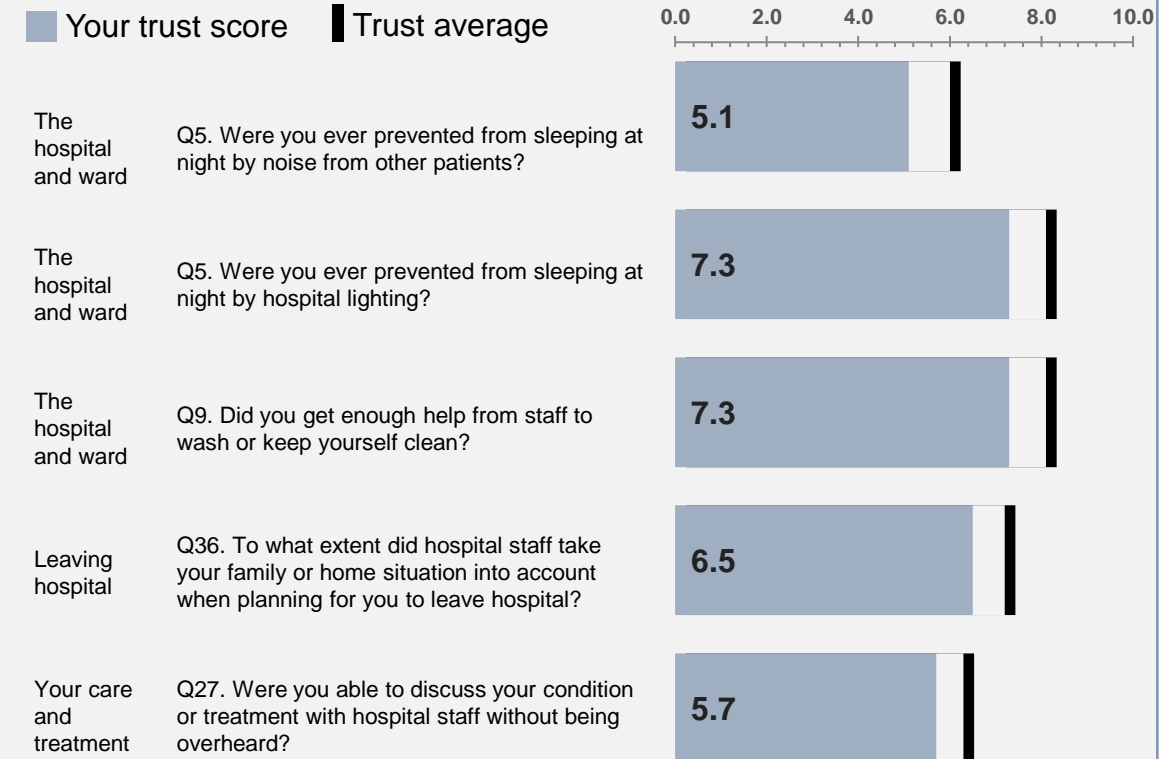 Your trust score Trust average
0.0 2.0 4.0 6.0 8.0 10.0
The
hospital
and ward
Q5. Were you ever prevented from sleeping at
night by noise from other patients?
5.1
The
hospital
and ward
Q5. Were you ever prevented from sleeping at
night by hospital lighting?
7.3
The
hospital
and ward
Q9. Did you get enough help from staff to
wash or keep yourself clean?
7.3
Leaving
hospital
Q36. To what extent did hospital staff take
your family or home situation into account
when planning for you to leave hospital?
6.5
Your care
and
treatment
Q27. Were you able to discuss your condition
or treatment with hospital staff without being
overheard?
5.7